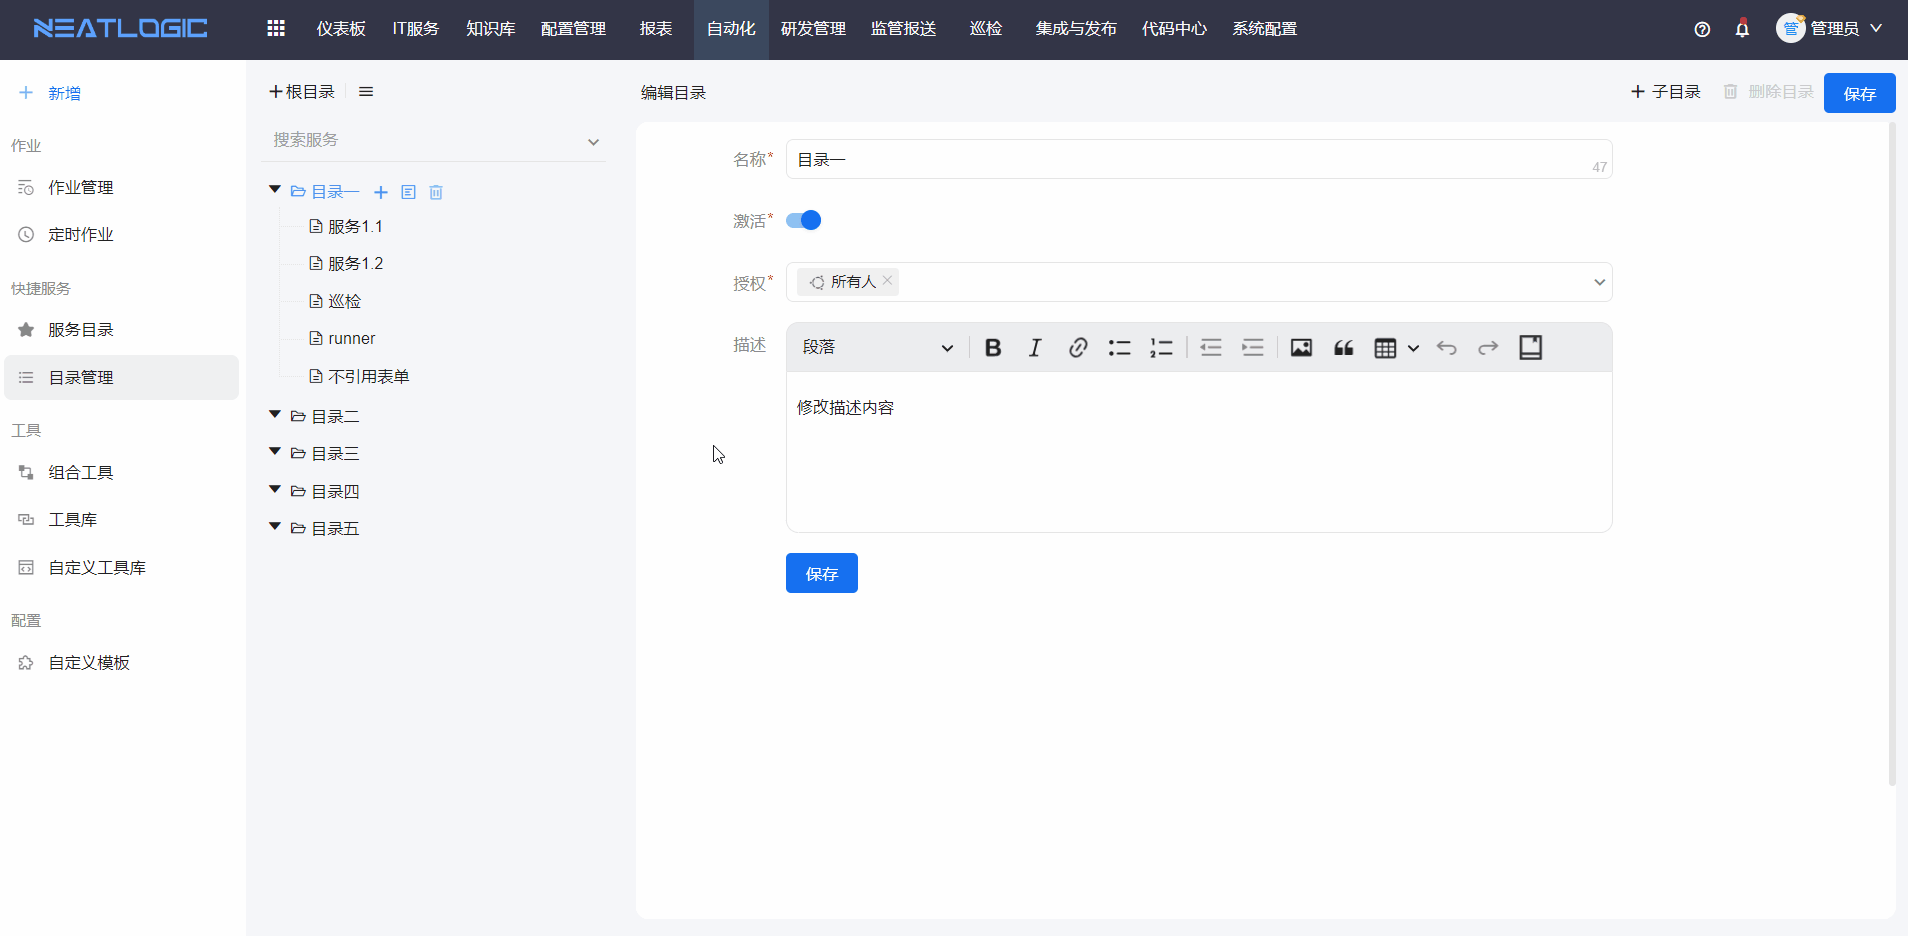 NEATLOGIC
仪表板 IT服务 知识库 配置管理 报表 自动化 研发管理 监管报送 巡检 集成与发布 代码中心 系统配置 管 管理员
新增
作业
作业管理
定时作业
快捷服务
服务目录
目录管理
工具
组合工具
工具库
自定义工具库
配置
自定义模板
根目录
搜索服务
目录一
服务1.1
服务1.2
巡检
runner
不引用表单
目录二
目录三
目录四
目录五
编辑目录 子目录 删除目录 保存
名称* 目录一 47
激活*
授权* 所有人
描述 段落
修改描述内容
保存